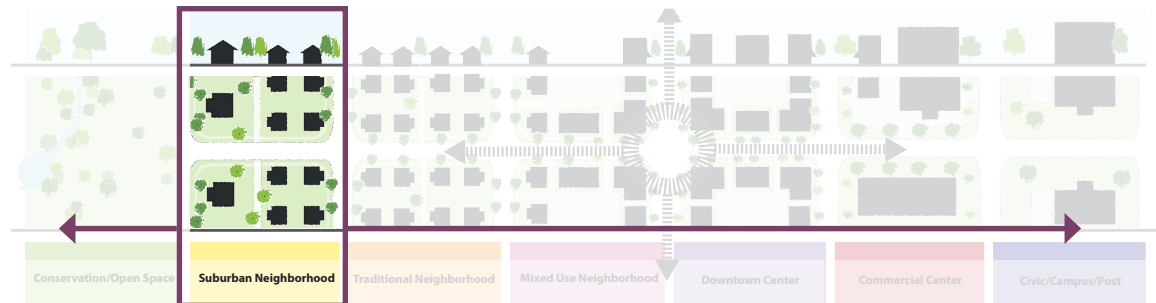 Conservation/Open Space
Suburban Neighborhood
Traditional Neighborhood
Mixed Use Neighborhood
Downtown Center
Commercial Center
Civic/Campus/Post